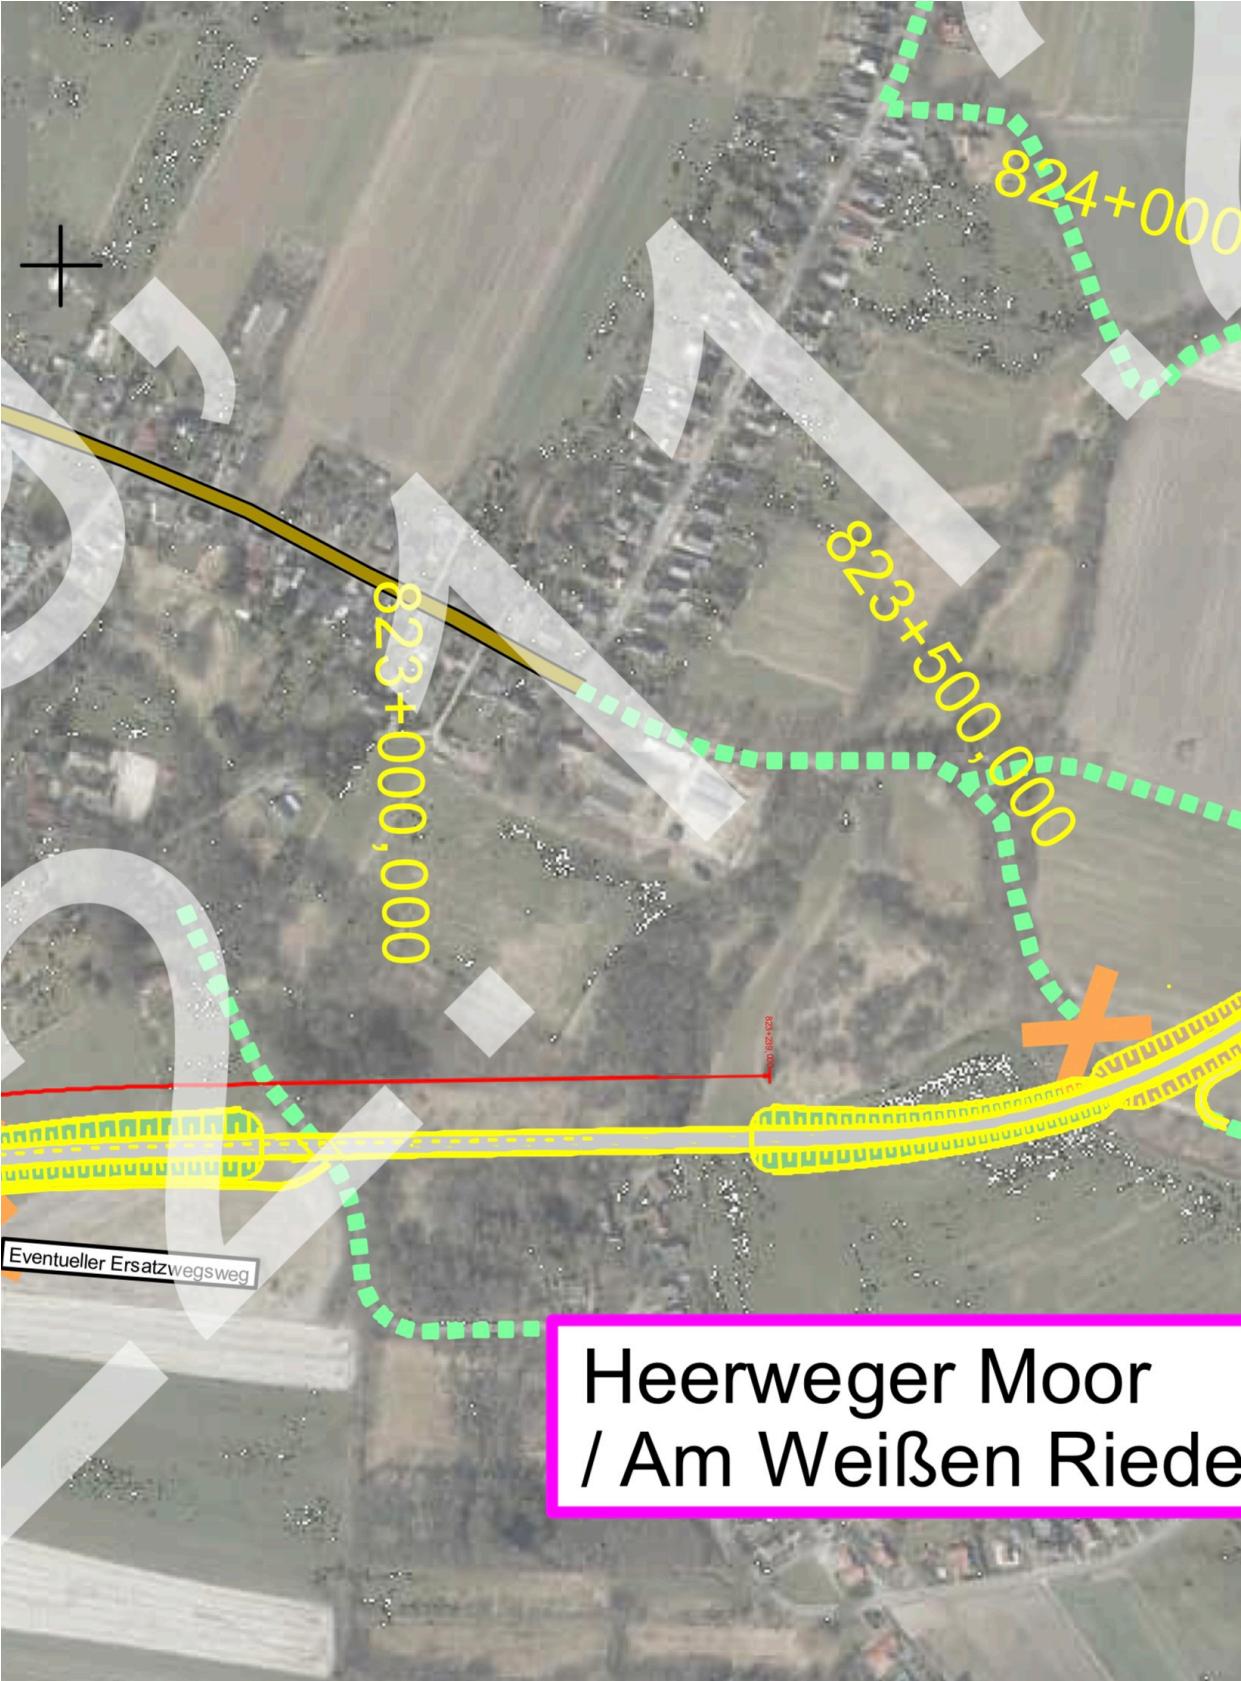 824+000
823+500,000
823+000,000
Eventueller Ersatzwegsweg
Heerweger Moor
/ Am Weißen Riede